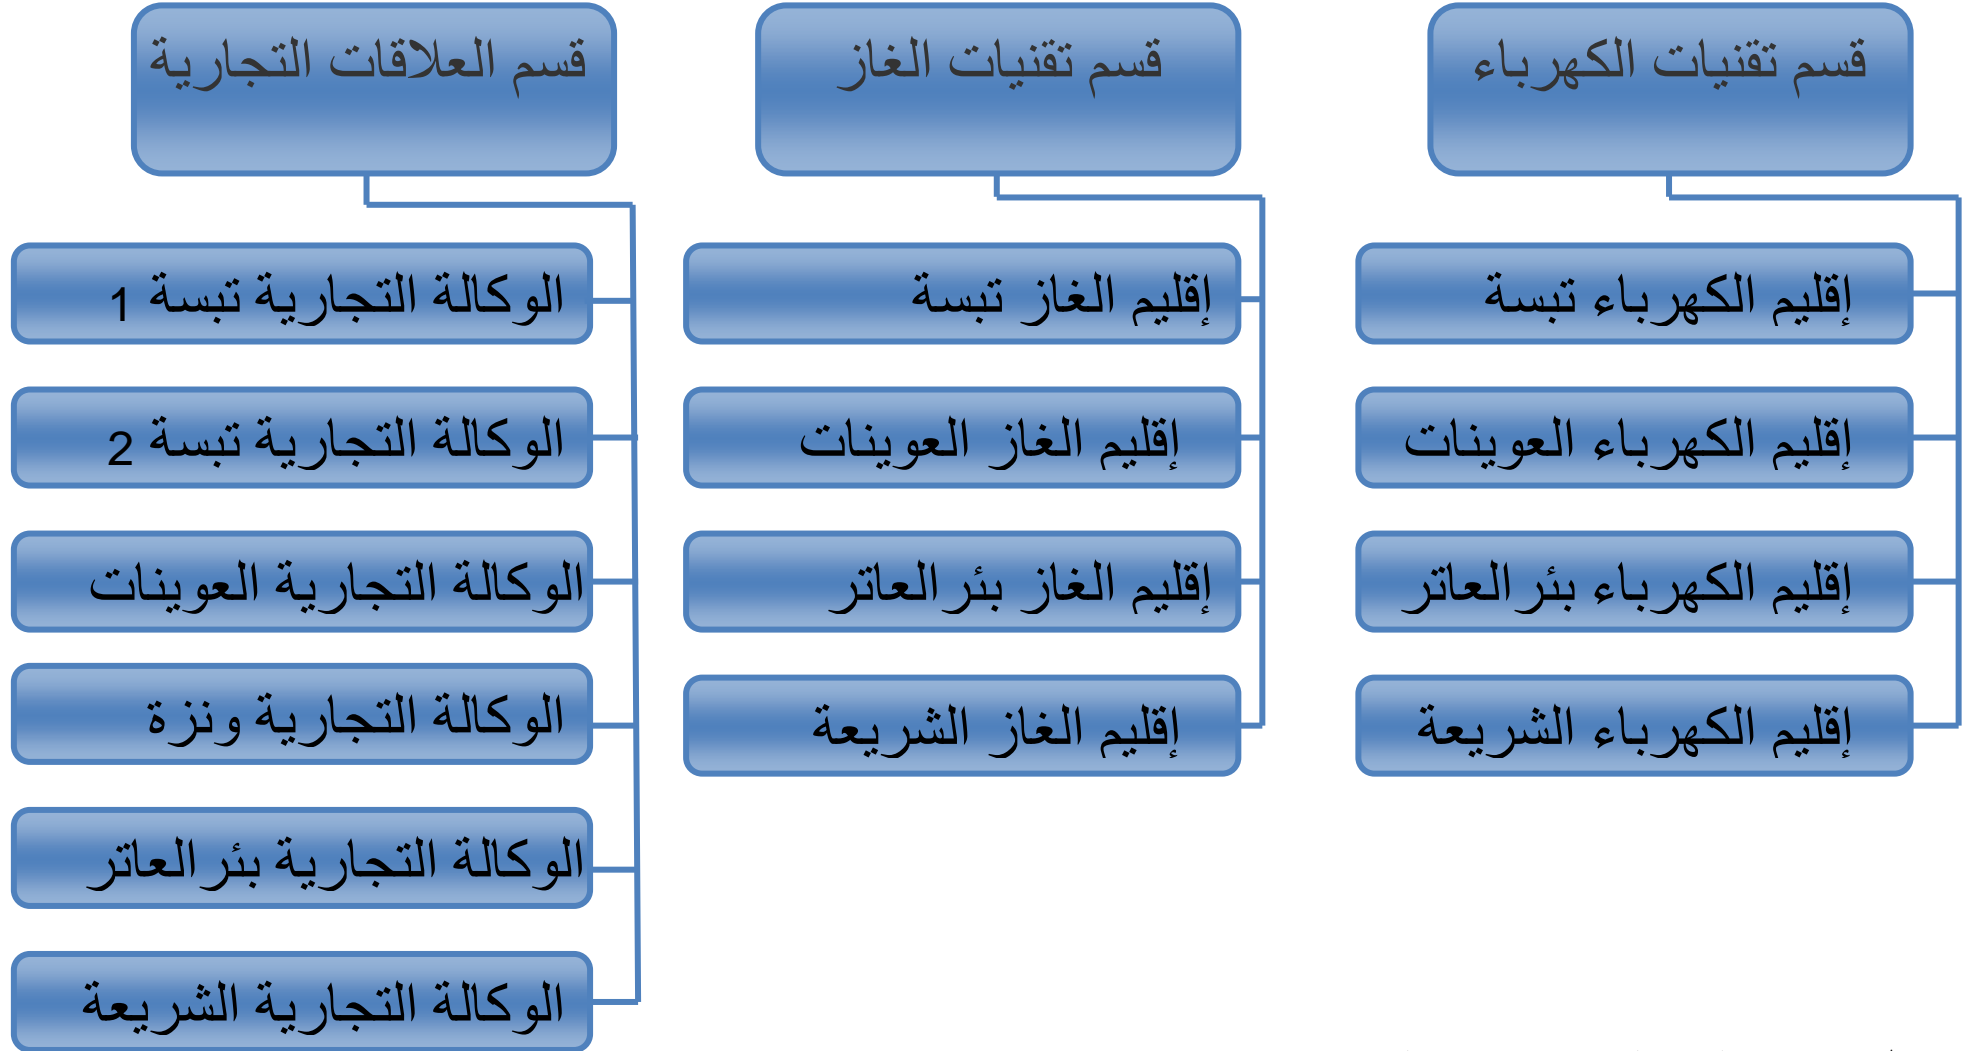 قسم تقنيات الكهرباء
إقليم الكهرباء تبسة
إقليم الكهرباء العوينات
إقليم الكهرباء بئر العاتر
إقليم الكهرباء الشريعة
قسم تقنيات الغاز
إقليم الغاز تبسة
إقليم الغاز العوينات
إقليم الغاز بئر العاتر
إقليم الغاز الشريعة
قسم العلاقات التجارية
الوكالة التجارية تبسة 1
الوكالة التجارية تبسة 2
الوكالة التجارية العوينات
الوكالة التجارية ونزة
الوكالة التجارية بئر العاتر
الوكالة التجارية الشريعة